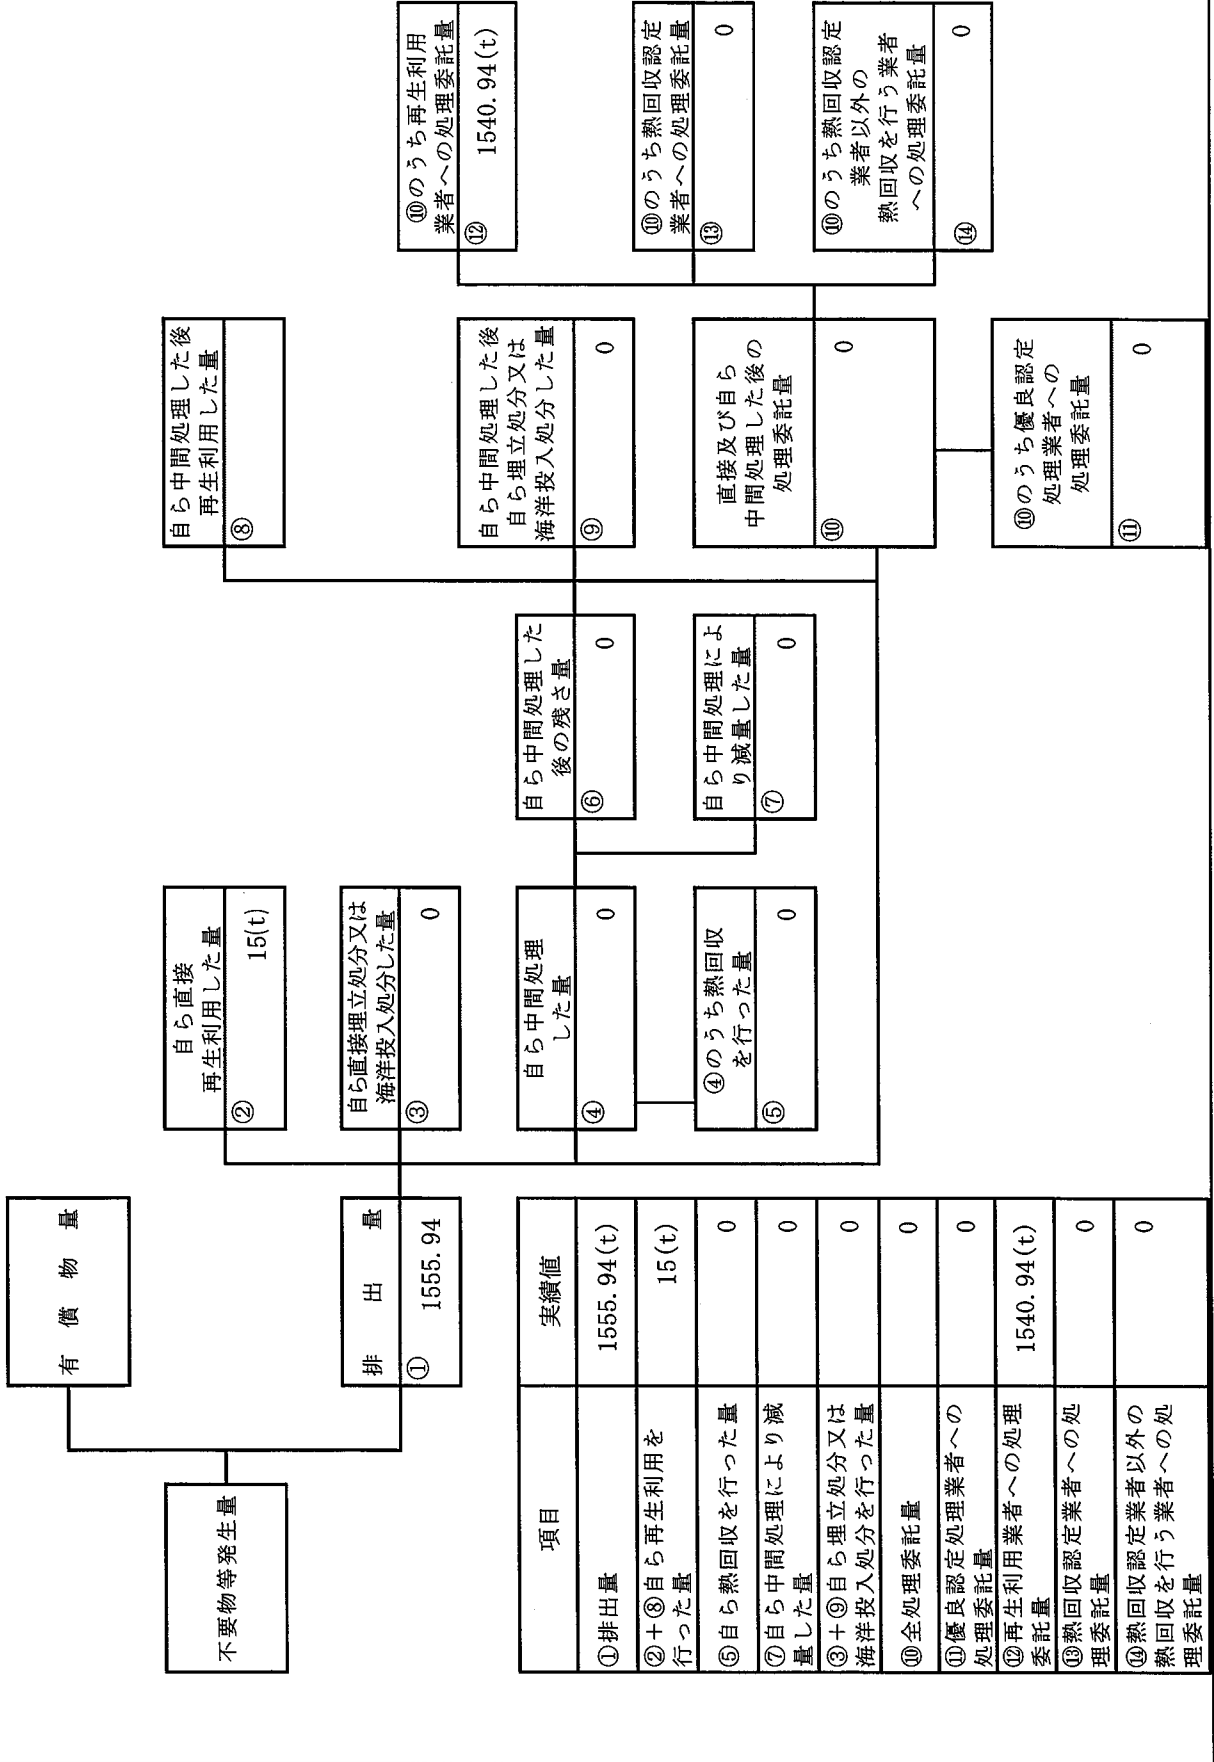 不要物等発生量
有償物量
排出量
①
1555.94
自ら直接
再生利用した量
②
15(t)
自ら直接埋立処分又は
海洋投入処分した量
③
0
自ら中間処理
した量
④
0
④のうち熱回収
を行った量
⑤
0
自ら中間処理した
後の残さ量
⑥
0
自ら中間処理によ
り減量した量
⑦
0
自ら中間処理した後
再生利用した量
⑧
自ら中間処理した後
自ら埋立処分又は
海洋投入処分した量
⑨
0
直接及び自ら
中間処理した後の
処理委託量
⑩
0
⑩のうち優良認定
処理業者への
処理委託量
⑪
0
⑩のうち再生利用
業者への処理委託量
⑫
1540.94(t)
⑩のうち熱回収認定
業者への処理委託量
⑬
0
⑩のうち熱回収認定
業者以外の
熱回収を行う業者
への処理委託量
⑭
0
項目 実績値
①排出量 1555.94(t)
②＋⑧自ら再生利用を
行った量 15(t)
⑤自ら熱回収を行った量 0
⑦自ら中間処理により減
量した量 0
③＋⑨自ら埋立処分又は
海洋投入処分を行った量 0
⑩全処理委託量 0
⑪優良認定処理業者への
処理委託量 0
⑫再生利用業者への処理
委託量 1540.94(t)
⑬熱回収認定業者への処
理委託量 0
⑭熱回収認定業者以外の
熱回収を行う業者への処
理委託量 0